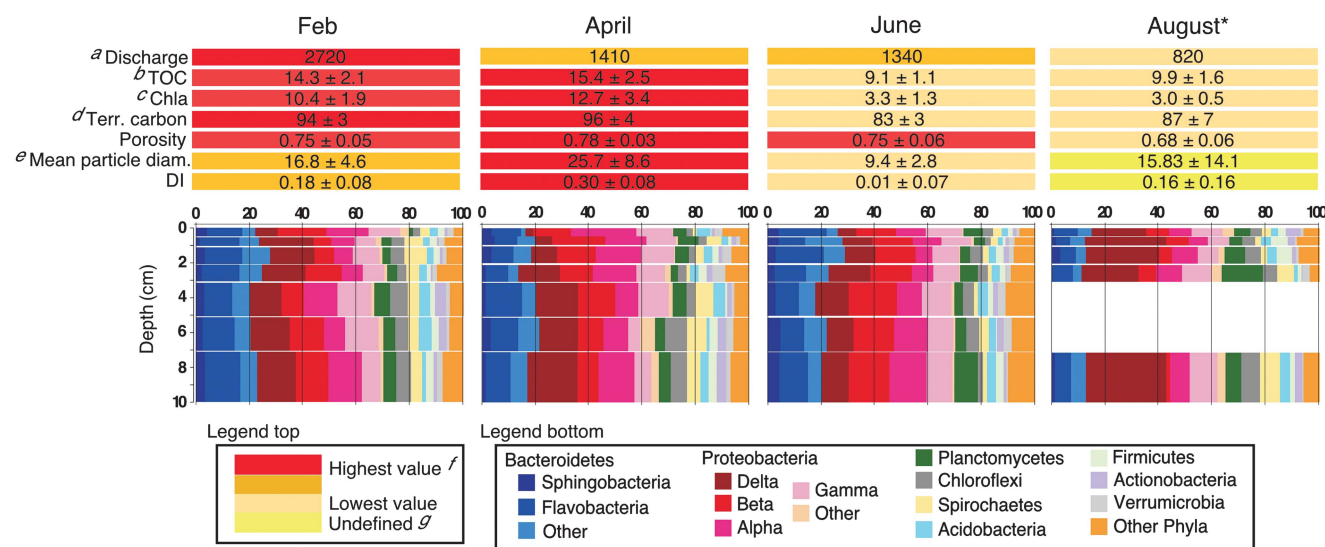 Feb April June August*
a Discharge 2720 1410 1340 820
b TOC 14.3 ± 2.1 15.4 ± 2.5 9.1 ± 1.1 9.9 ± 1.6
c Chla 10.4 ± 1.9 12.7 ± 3.4 3.3 ± 1.3 3.0 ± 0.5
d Terr. carbon 94 ± 3 96 ± 4 83 ± 3 87 ± 7
Porosity 0.75 ± 0.05 0.78 ± 0.03 0.75 ± 0.06 0.68 ± 0.06
e Mean particle diam. 16.8 ± 4.6 25.7 ± 8.6 9.4 ± 2.8 15.83 ± 14.1
DI 0.18 ± 0.08 0.30 ± 0.08 0.01 ± 0.07 0.16 ± 0.16
0 20 40 60 80 100 0 20 40 60 80 100 0 20 40 60 80 100 0 20 40 60 80 100
0
2
4
6
8
10
Depth (cm)
Legend top
Highest value f
Lowest value
Undefined g
Legend bottom
Bacteroidetes
Sphingobacteria
Flavobacteria
Other
Proteobacteria
Delta
Beta
Alpha
Gamma
Other
Planctomycetes
Chloroflexi
Spirochaetes
Acidobacteria
Firmicutes
Actionobacteria
Verrumicrobia
Other Phyla